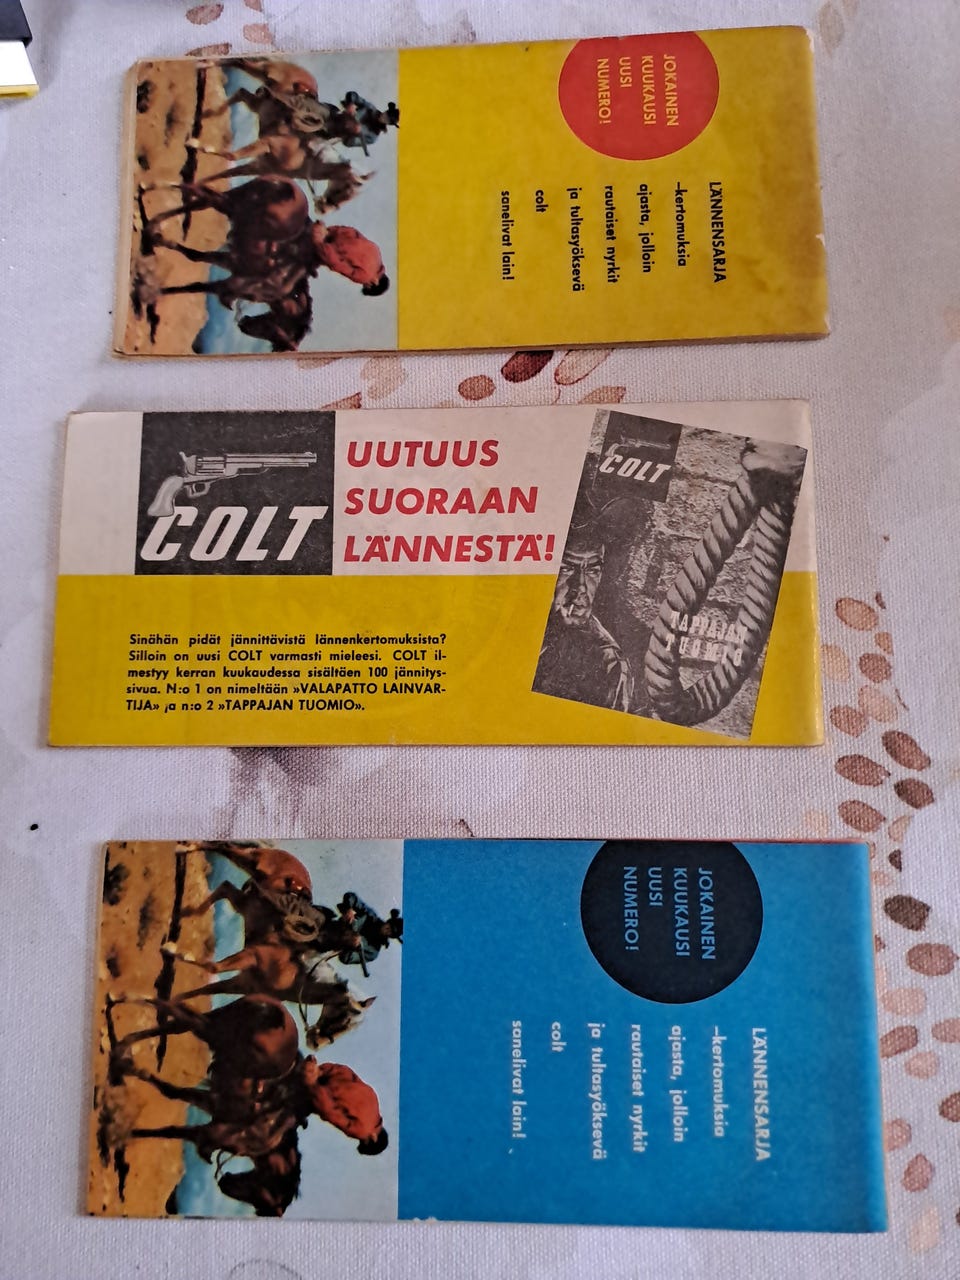 JOKAINEN
KUUKAUSI
UUSI
NUMERO!
LÄNNENSARJA
–kertomuksia
ajasta, jolloin
rautaiset nyrkit
ja tultasyöksevä
colt
sanelivat lain!
COLT
UUTUUS
SUORAAN
LÄNNESTÄ!
Sinähän pidät jännittävistä lännenkertomuksista?
Silloin on uusi COLT varmasti mieleesi. COLT il-
mestyy kerran kuukaudessa sisältäen 100 jännitys-
sivua. N:o 1 on nimeltään »VALAPATTO LAINVAR-
TIJA» ja n:o 2 »TAPPAJAN TUOMIO».
COLT
TAPPAJAN
TUOMIO
JOKAINEN
KUUKAUSI
UUSI
NUMERO!
LÄNNENSARJA
–kertomuksia
ajasta, jolloin
rautaiset nyrkit
ja tultasyöksevä
colt
sanelivat lain!